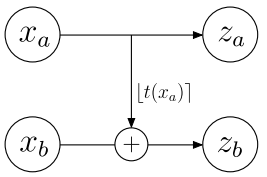 x_a z_a
⌊t(x_a)⌉
x_b + z_b